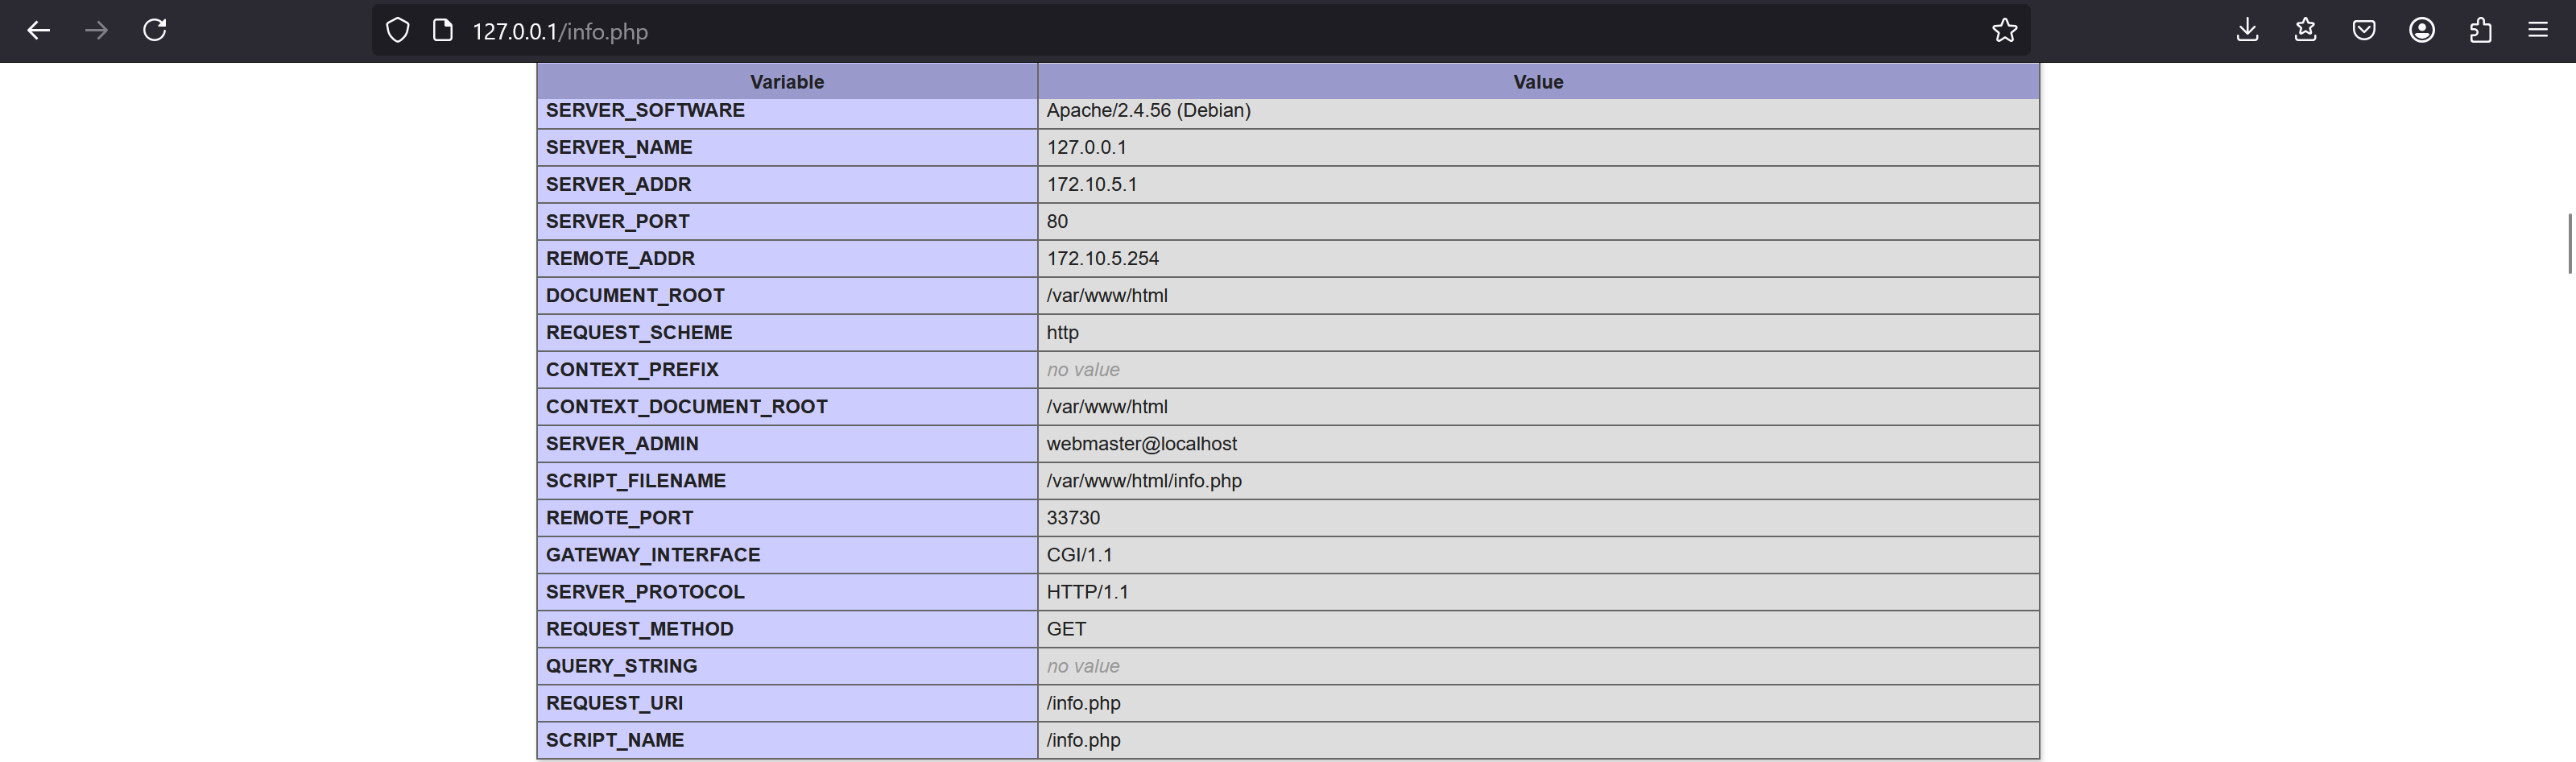 127.0.0.1/info.php
Variable Value
SERVER_SOFTWARE Apache/2.4.56 (Debian)
SERVER_NAME 127.0.0.1
SERVER_ADDR 172.10.5.1
SERVER_PORT 80
REMOTE_ADDR 172.10.5.254
DOCUMENT_ROOT /var/www/html
REQUEST_SCHEME http
CONTEXT_PREFIX no value
CONTEXT_DOCUMENT_ROOT /var/www/html
SERVER_ADMIN webmaster@localhost
SCRIPT_FILENAME /var/www/html/info.php
REMOTE_PORT 33730
GATEWAY_INTERFACE CGI/1.1
SERVER_PROTOCOL HTTP/1.1
REQUEST_METHOD GET
QUERY_STRING no value
REQUEST_URI /info.php
SCRIPT_NAME /info.php